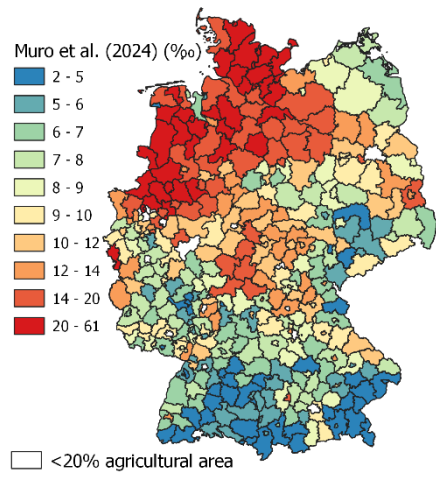 Muro et al. (2024) (‰)
2 - 5
5 - 6
6 - 7
7 - 8
8 - 9
9 - 10
10 - 12
12 - 14
14 - 20
20 - 61
<20% agricultural area